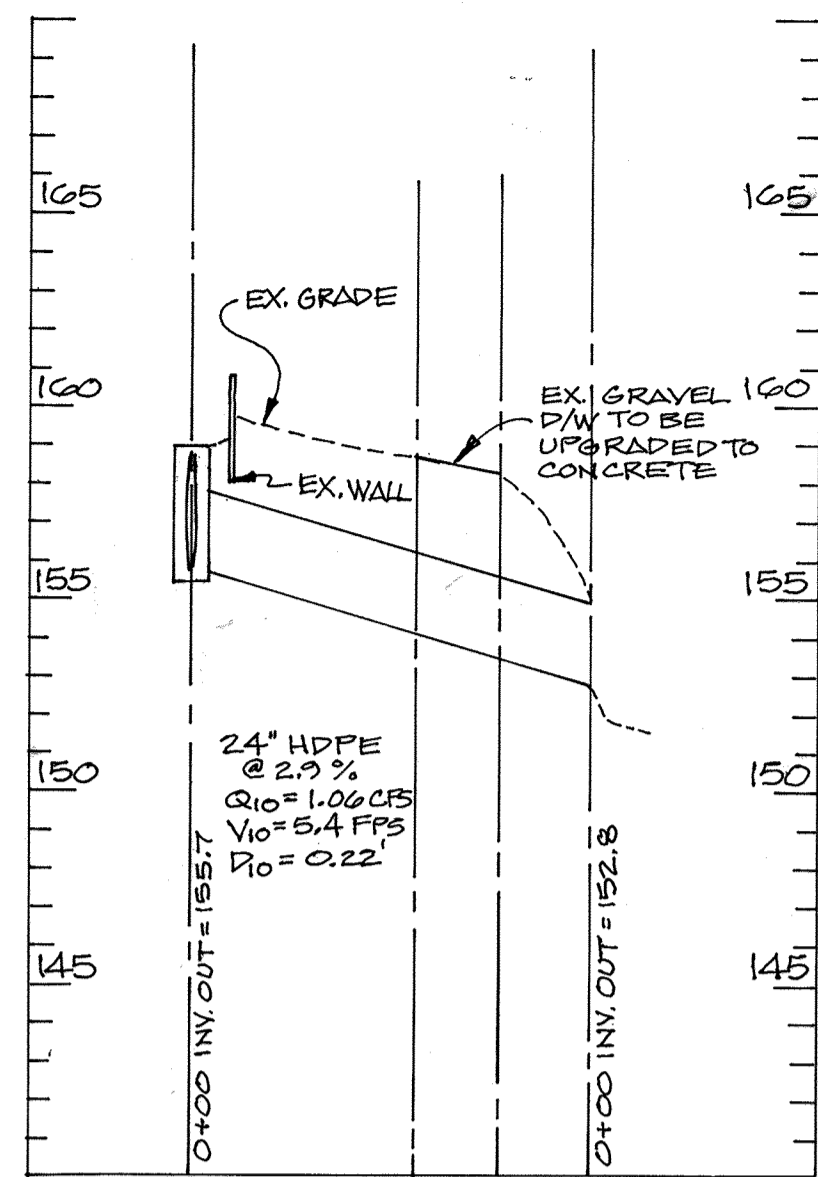 165
165
EX. GRADE
160
EX. GRAVEL
160
D/W TO BE
UPGRADED TO
CONCRETE
EX. WALL
155
155
24" HDPE
@ 2.9 %
Q10 = 1.06 CFS
V10 = 5.4 FPS
D10 = 0.22'
150
150
0+00 INV. OUT = 155.7
0+00 INV. OUT = 152.8
145
145